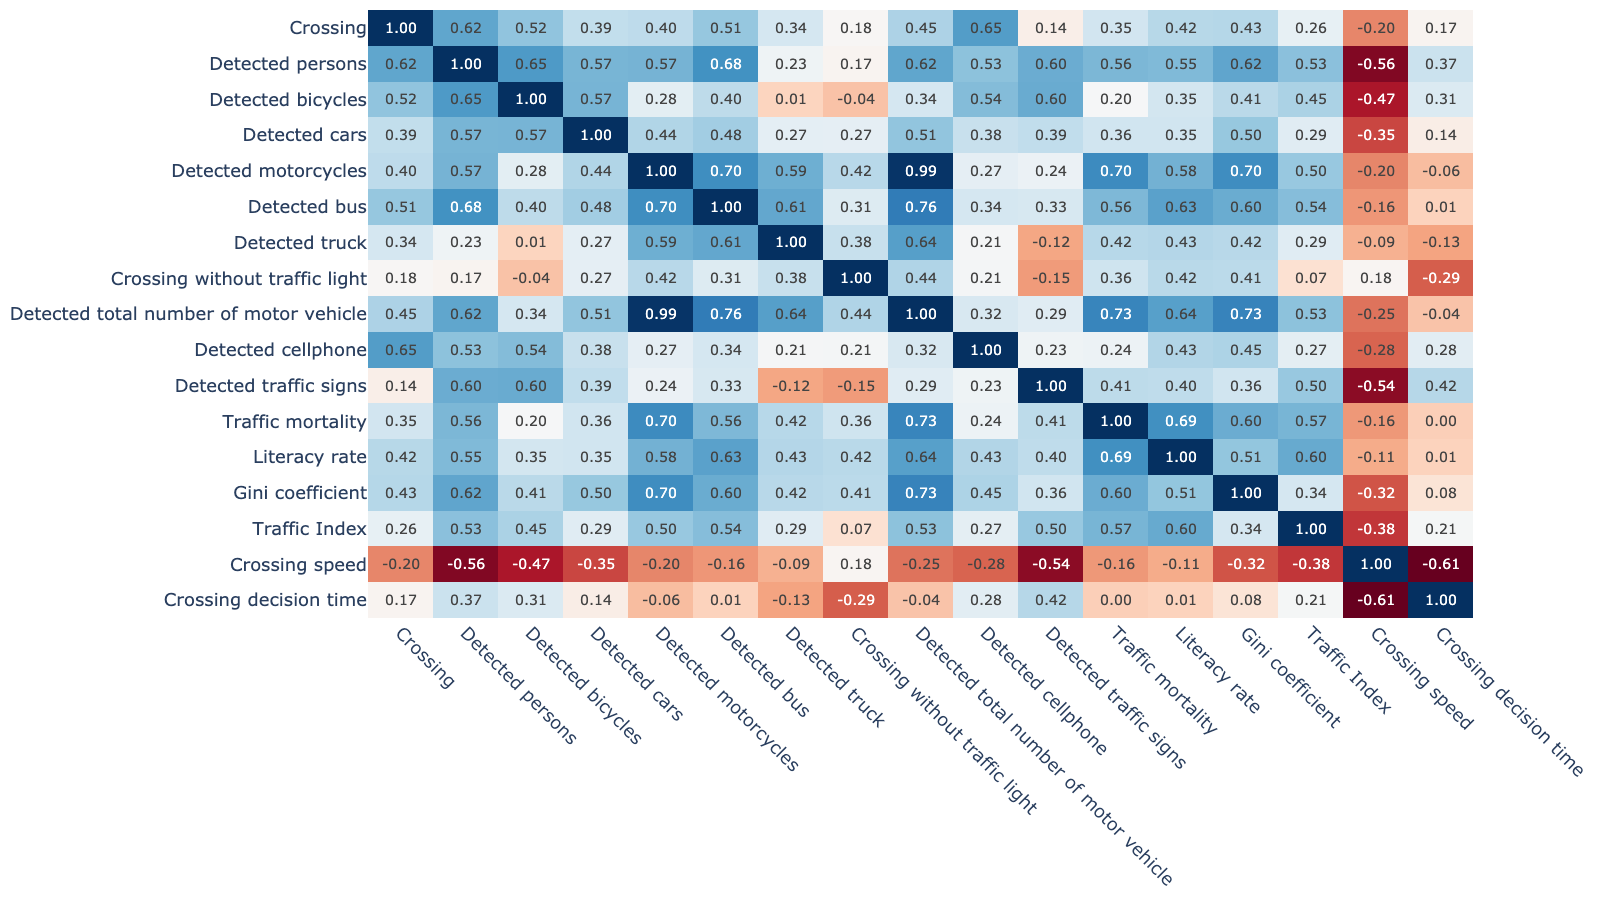 Crossing 1.00 0.62 0.52 0.39 0.40 0.51 0.34 0.18 0.45 0.65 0.14 0.35 0.42 0.43 0.26 -0.20 0.17
Detected persons 0.62 1.00 0.65 0.57 0.57 0.68 0.23 0.17 0.62 0.53 0.60 0.56 0.55 0.62 0.53 -0.56 0.37
Detected bicycles 0.52 0.65 1.00 0.57 0.28 0.40 0.01 -0.04 0.34 0.54 0.60 0.20 0.35 0.41 0.45 -0.47 0.31
Detected cars 0.39 0.57 0.57 1.00 0.44 0.48 0.27 0.27 0.51 0.38 0.39 0.36 0.35 0.50 0.29 -0.35 0.14
Detected motorcycles 0.40 0.57 0.28 0.44 1.00 0.70 0.59 0.42 0.99 0.27 0.24 0.70 0.58 0.70 0.50 -0.20 -0.06
Detected bus 0.51 0.68 0.40 0.48 0.70 1.00 0.61 0.31 0.76 0.34 0.33 0.56 0.63 0.60 0.54 -0.16 0.01
Detected truck 0.34 0.23 0.01 0.27 0.59 0.61 1.00 0.38 0.64 0.21 -0.12 0.42 0.43 0.42 0.29 -0.09 -0.13
Crossing without traffic light 0.18 0.17 -0.04 0.27 0.42 0.31 0.38 1.00 0.44 0.21 -0.15 0.36 0.42 0.41 0.07 0.18 -0.29
Detected total number of motor vehicle 0.45 0.62 0.34 0.51 0.99 0.76 0.64 0.44 1.00 0.32 0.29 0.73 0.64 0.73 0.53 -0.25 -0.04
Detected cellphone 0.65 0.53 0.54 0.38 0.27 0.34 0.21 0.21 0.32 1.00 0.23 0.24 0.43 0.45 0.27 -0.28 0.28
Detected traffic signs 0.14 0.60 0.60 0.39 0.24 0.33 -0.12 -0.15 0.29 0.23 1.00 0.41 0.40 0.36 0.50 -0.54 0.42
Traffic mortality 0.35 0.56 0.20 0.36 0.70 0.56 0.42 0.36 0.73 0.24 0.41 1.00 0.69 0.60 0.57 -0.16 0.00
Literacy rate 0.42 0.55 0.35 0.35 0.58 0.63 0.43 0.42 0.64 0.43 0.40 0.69 1.00 0.51 0.60 -0.11 0.01
Gini coefficient 0.43 0.62 0.41 0.50 0.70 0.60 0.42 0.41 0.73 0.45 0.36 0.60 0.51 1.00 0.34 -0.32 0.08
Traffic Index 0.26 0.53 0.45 0.29 0.50 0.54 0.29 0.07 0.53 0.27 0.50 0.57 0.60 0.34 1.00 -0.38 0.21
Crossing speed -0.20 -0.56 -0.47 -0.35 -0.20 -0.16 -0.09 0.18 -0.25 -0.28 -0.54 -0.16 -0.11 -0.32 -0.38 1.00 -0.61
Crossing decision time 0.17 0.37 0.31 0.14 -0.06 0.01 -0.13 -0.29 -0.04 0.28 0.42 0.00 0.01 0.08 0.21 -0.61 1.00
Crossing
Detected persons
Detected bicycles
Detected cars
Detected motorcycles
Detected bus
Detected truck
Crossing without traffic light
Detected total number of motor vehicle
Detected cellphone
Detected traffic signs
Traffic mortality
Literacy rate
Gini coefficient
Traffic Index
Crossing speed
Crossing decision time